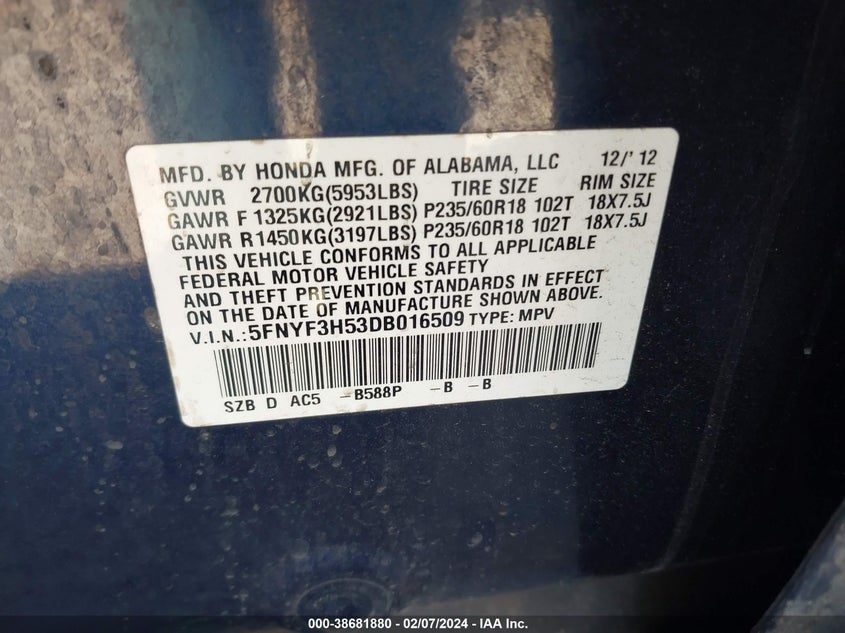 MFD. BY HONDA MFG. OF ALABAMA, LLC 12/'12
GVWR 2700KG(5953LBS) TIRE SIZE RIM SIZE
GAWR F 1325KG(2921LBS) P235/60R18 102T 18X7.5J
GAWR R1450KG(3197LBS) P235/60R18 102T 18X7.5J
THIS VEHICLE CONFORMS TO ALL APPLICABLE
FEDERAL MOTOR VEHICLE SAFETY
AND THEFT PREVENTION STANDARDS IN EFFECT
ON THE DATE OF MANUFACTURE SHOWN ABOVE.
V.I.N.:5FNYF3H53DB016509 TYPE: MPV
SZB D AC5 -B588P -B -B
000-38681880 - 02/07/2024 - IAA Inc.